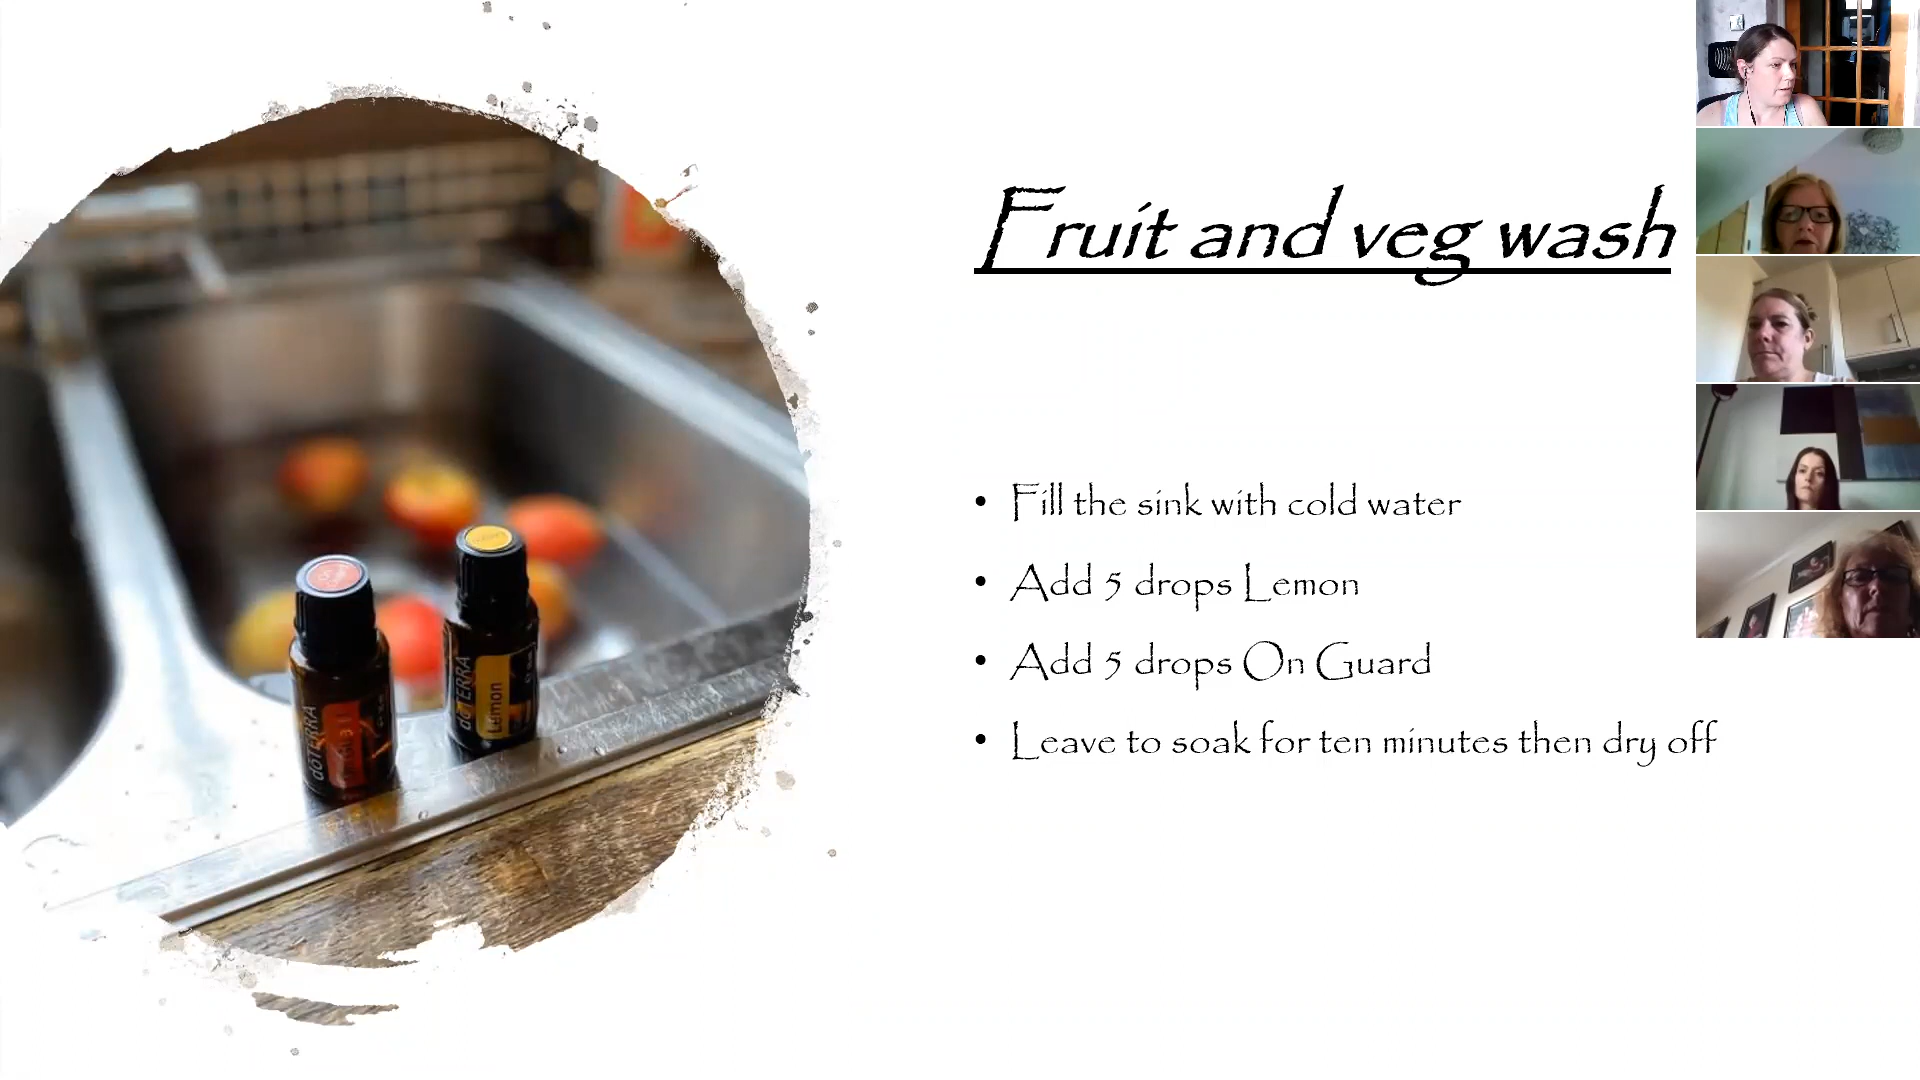 Fruit and veg wash
• Fill the sink with cold water
• Add 5 drops Lemon
• Add 5 drops On Guard
• Leave to soak for ten minutes then dry off
dōTERRA
dōTERRA
Lemon